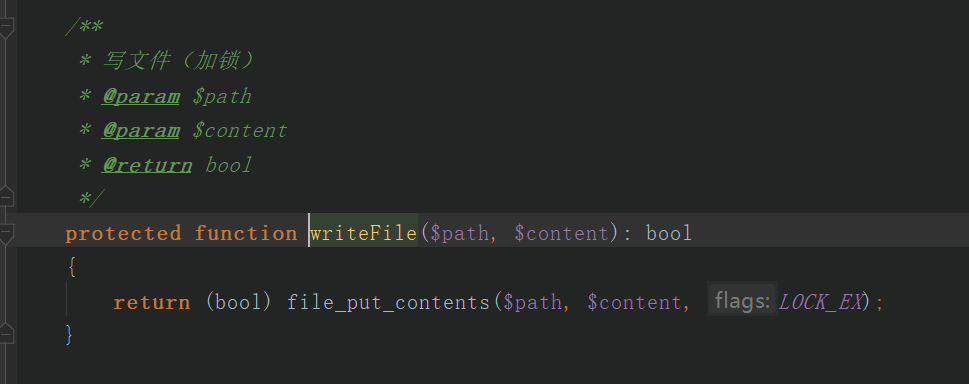 /**
* 写文件（加锁）
* @param $path
* @param $content
* @return bool
*/
protected function writeFile($path, $content): bool
{
return (bool) file_put_contents($path, $content, flags: LOCK_EX);
}